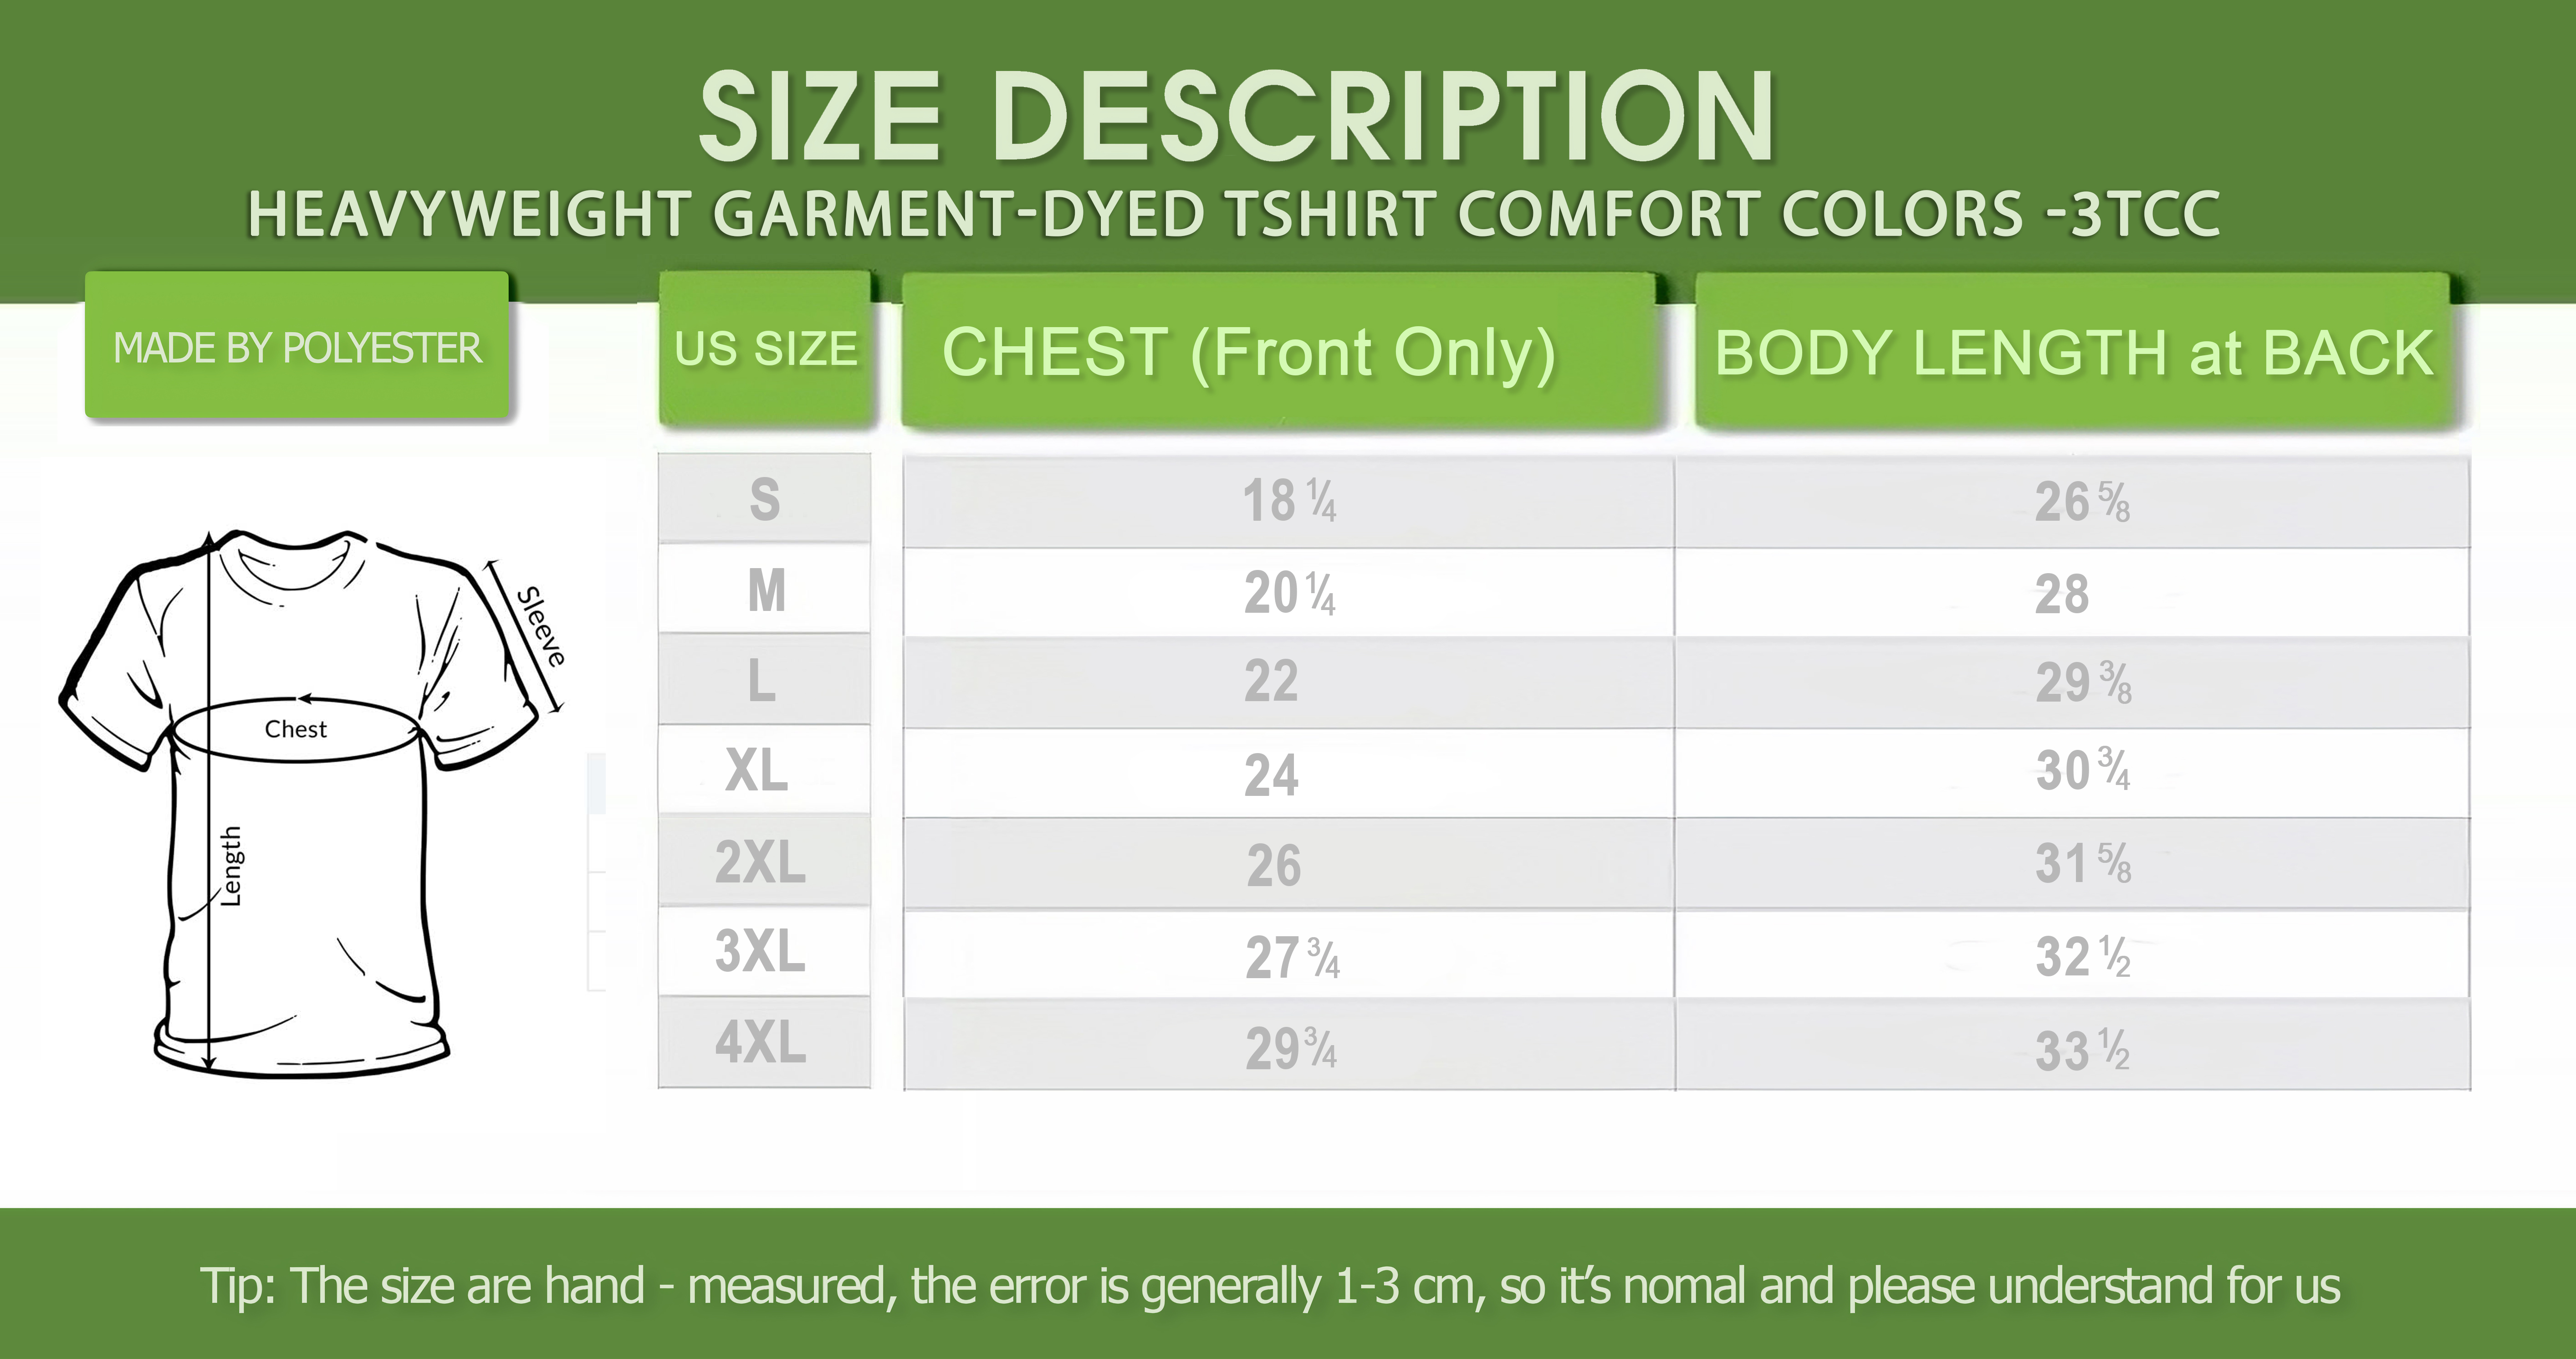 SIZE DESCRIPTION
HEAVYWEIGHT GARMENT-DYED TSHIRT COMFORT COLORS -3TCC
MADE BY POLYESTER
US SIZE CHEST (Front Only) BODY LENGTH at BACK
S 18 1/4 26 5/8
M 20 1/4 28
L 22 29 3/8
XL 24 30 3/4
2XL 26 31 5/8
3XL 27 3/4 32 1/2
4XL 29 3/4 33 1/2
Sleeve
Chest
Length
Tip: The size are hand - measured, the error is generally 1-3 cm, so it’s nomal and please understand for us